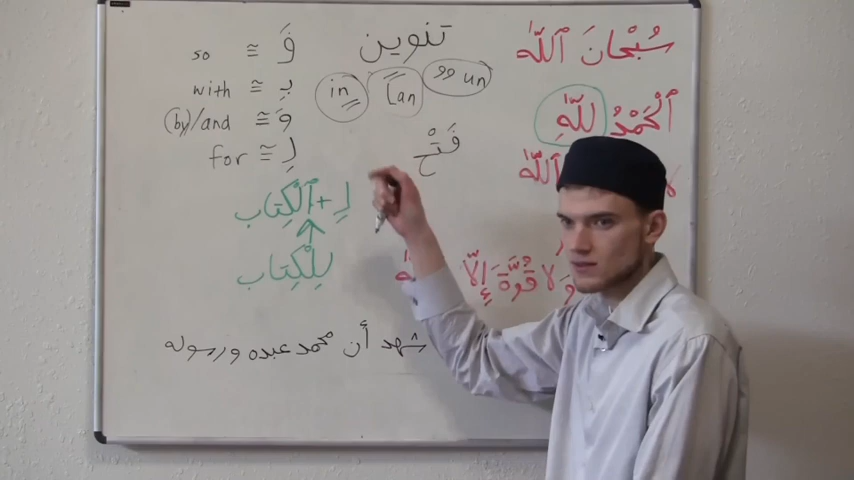 سُبْحَانَ ٱللّٰه
ٱلْحَمْدُ لِلّٰهِ
ٱللّٰه
وَلَا قُوَّةَ إِلَّا
تنوين
in an un
فَتْح
so ≅ فَ
with ≅ بِ
(by)/and ≅ وَ
for ≅ لِ
لِ + ٱلْكِتَاب
لِلْكِتَاب
شهد أن محمد عبده ورسوله